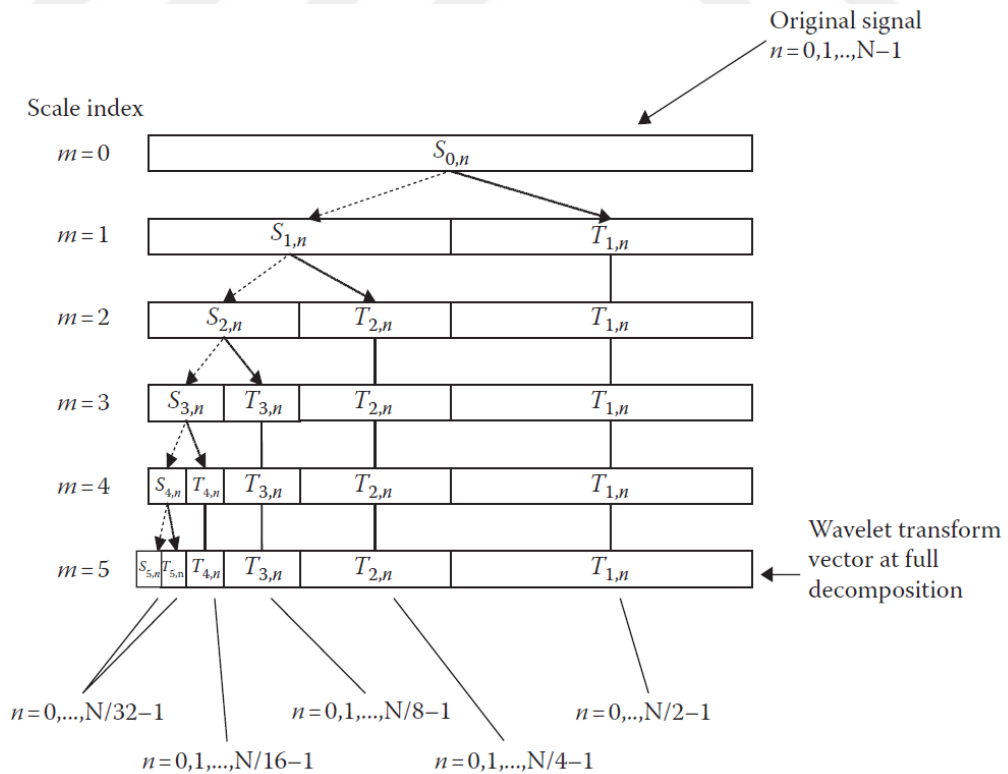 Original signal
n=0,1,..,N−1
Scale index
m=0
S0,n
m=1
S1,n T1,n
m=2
S2,n T2,n T1,n
m=3
S3,n T3,n T2,n T1,n
m=4
S4,n T4,n T3,n T2,n T1,n
m=5
S5,n T5,n T4,n T3,n T2,n T1,n
Wavelet transform
vector at full
decomposition
n=0,...,N/32−1
n=0,1,...,N/8−1
n=0,..,N/2−1
n=0,1,...,N/16−1
n=0,1,...,N/4−1